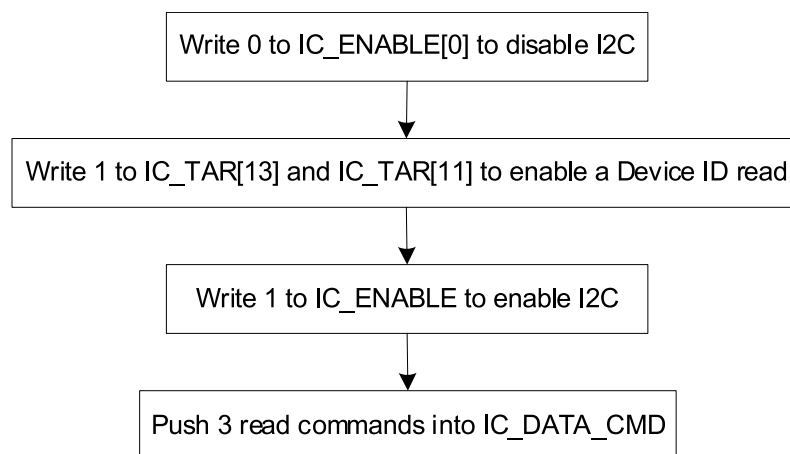 Write 0 to IC_ENABLE[0] to disable I2C
Write 1 to IC_TAR[13] and IC_TAR[11] to enable a Device ID read
Write 1 to IC_ENABLE to enable I2C
Push 3 read commands into IC_DATA_CMD